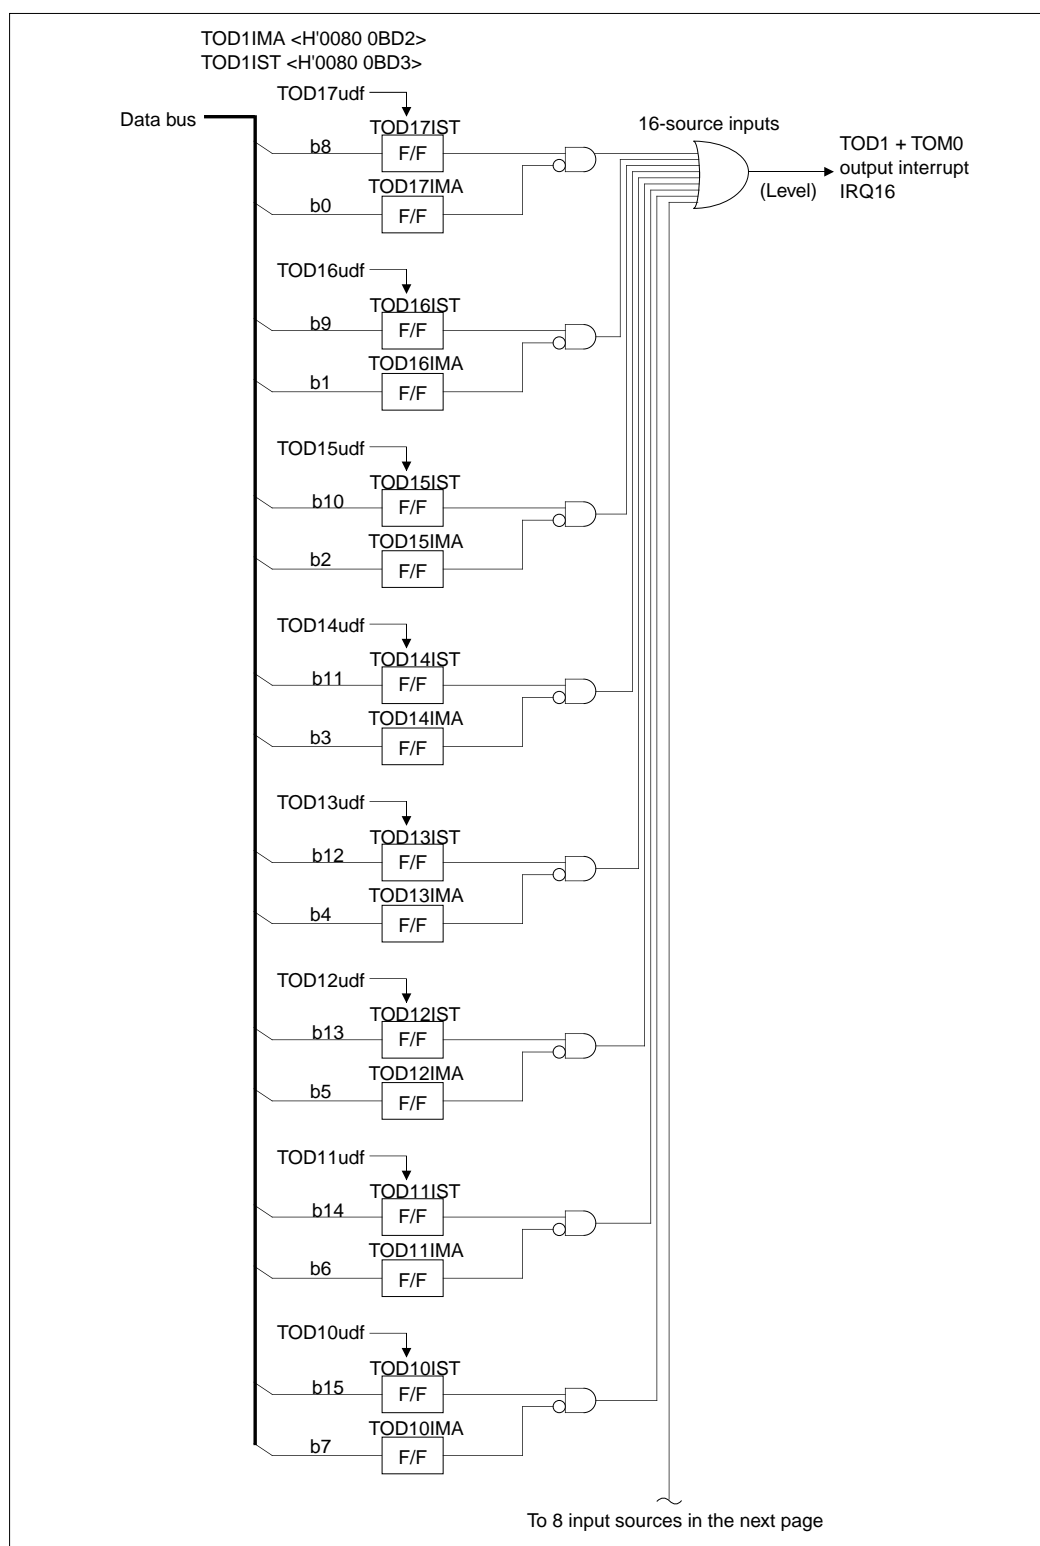 TOD1IMA <H'0080 0BD2>
TOD1IST <H'0080 0BD3>
TOD17udf
Data bus
TOD17IST
16-source inputs
b8
F/F
TOD1 + TOM0
output interrupt
IRQ16
(Level)
TOD17IMA
b0
F/F
TOD16udf
TOD16IST
b9
F/F
TOD16IMA
b1
F/F
TOD15udf
TOD15IST
b10
F/F
TOD15IMA
b2
F/F
TOD14udf
TOD14IST
b11
F/F
TOD14IMA
b3
F/F
TOD13udf
TOD13IST
b12
F/F
TOD13IMA
b4
F/F
TOD12udf
TOD12IST
b13
F/F
TOD12IMA
b5
F/F
TOD11udf
TOD11IST
b14
F/F
TOD11IMA
b6
F/F
TOD10udf
TOD10IST
b15
F/F
TOD10IMA
b7
F/F
To 8 input sources in the next page